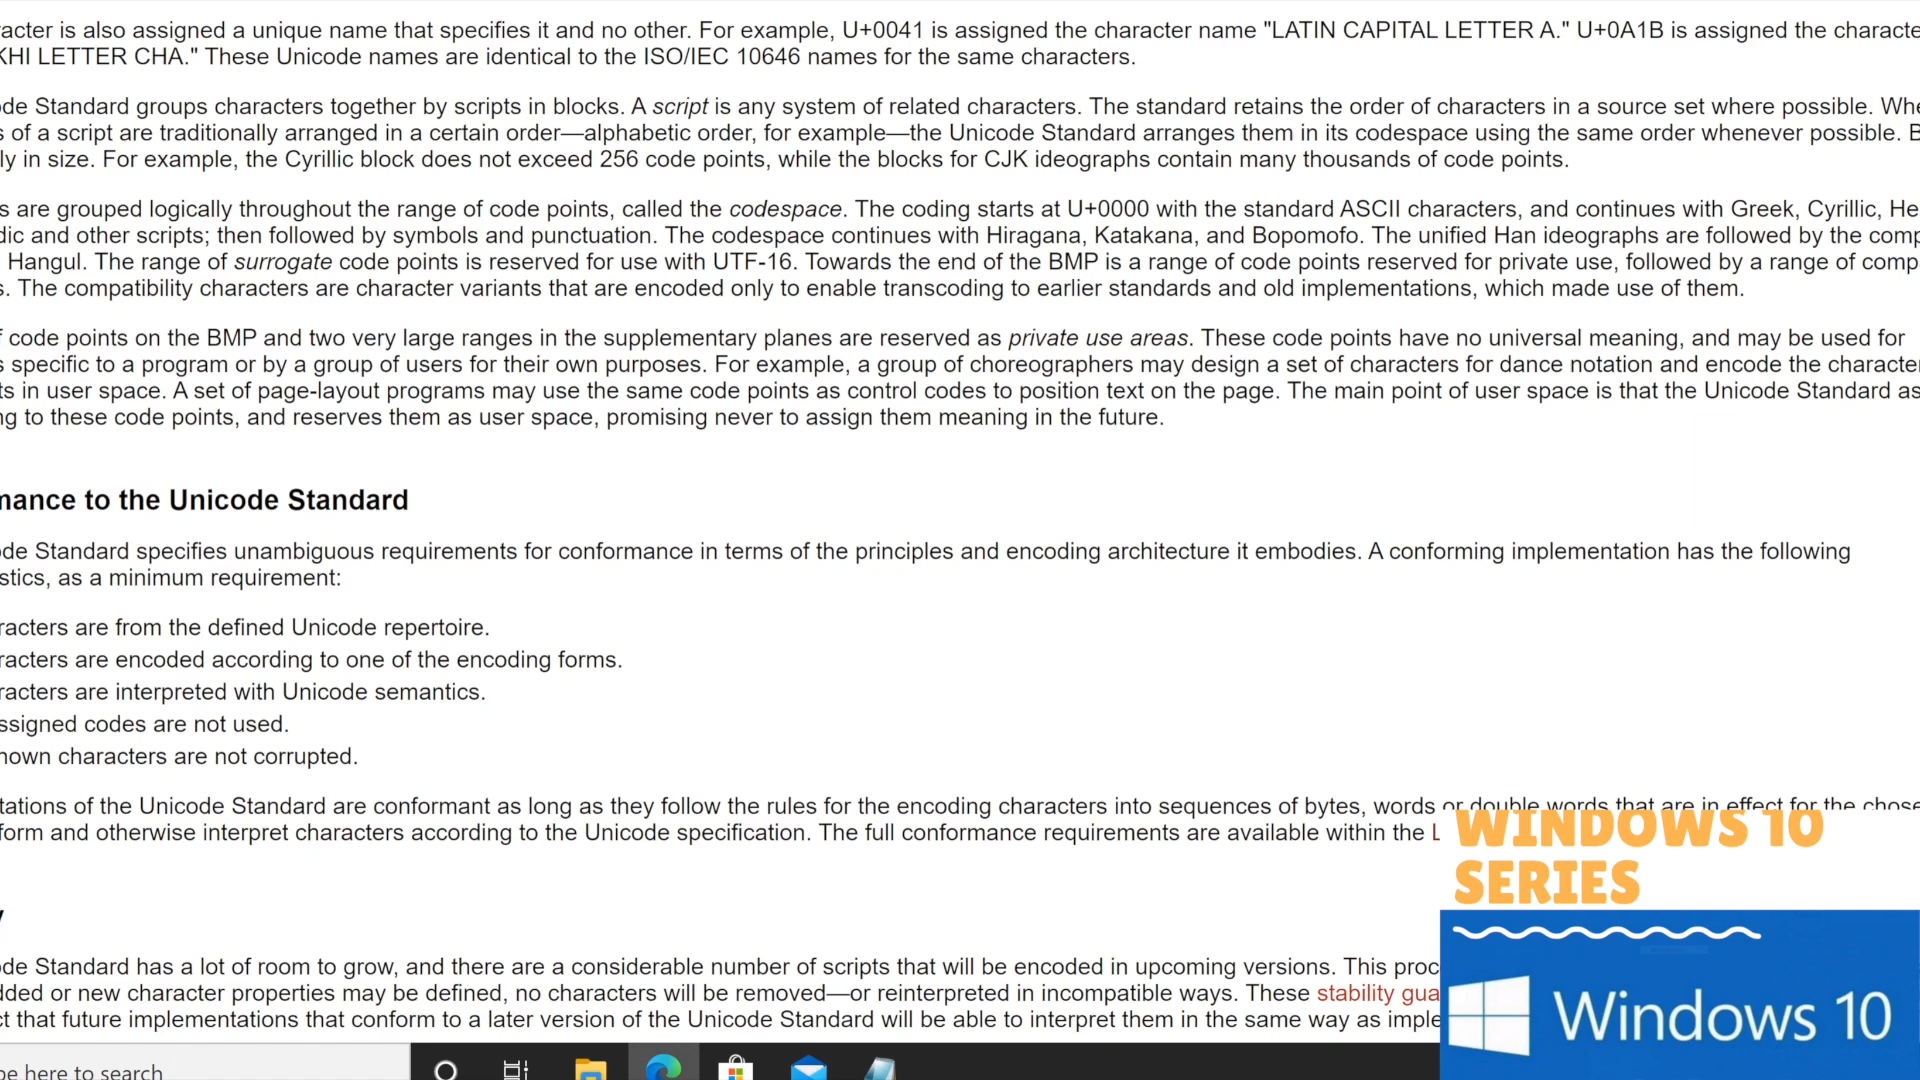 acter is also assigned a unique name that specifies it and no other. For example, U+0041 is assigned the character name "LATIN CAPITAL LETTER A." U+0A1B is assigned the characte
KHI LETTER CHA." These Unicode names are identical to the ISO/IEC 10646 names for the same characters.
de Standard groups characters together by scripts in blocks. A script is any system of related characters. The standard retains the order of characters in a source set where possible. Whe
s of a script are traditionally arranged in a certain order—alphabetic order, for example—the Unicode Standard arranges them in its codespace using the same order whenever possible. B
ly in size. For example, the Cyrillic block does not exceed 256 code points, while the blocks for CJK ideographs contain many thousands of code points.
s are grouped logically throughout the range of code points, called the codespace. The coding starts at U+0000 with the standard ASCII characters, and continues with Greek, Cyrillic, He
dic and other scripts; then followed by symbols and punctuation. The codespace continues with Hiragana, Katakana, and Bopomofo. The unified Han ideographs are followed by the comp
Hangul. The range of surrogate code points is reserved for use with UTF-16. Towards the end of the BMP is a range of code points reserved for private use, followed by a range of comp
s. The compatibility characters are character variants that are encoded only to enable transcoding to earlier standards and old implementations, which made use of them.
f code points on the BMP and two very large ranges in the supplementary planes are reserved as private use areas. These code points have no universal meaning, and may be used for
s specific to a program or by a group of users for their own purposes. For example, a group of choreographers may design a set of characters for dance notation and encode the character
ts in user space. A set of page-layout programs may use the same code points as control codes to position text on the page. The main point of user space is that the Unicode Standard as
ng to these code points, and reserves them as user space, promising never to assign them meaning in the future.
mance to the Unicode Standard
de Standard specifies unambiguous requirements for conformance in terms of the principles and encoding architecture it embodies. A conforming implementation has the following
stics, as a minimum requirement:
racters are from the defined Unicode repertoire.
racters are encoded according to one of the encoding forms.
racters are interpreted with Unicode semantics.
ssigned codes are not used.
nown characters are not corrupted.
tations of the Unicode Standard are conformant as long as they follow the rules for the encoding characters into sequences of bytes, words or double words that are in effect for the chose
form and otherwise interpret characters according to the Unicode specification. The full conformance requirements are available within the L
WINDOWS 10
SERIES
y
de Standard has a lot of room to grow, and there are a considerable number of scripts that will be encoded in upcoming versions. This proc
dded or new character properties may be defined, no characters will be removed—or reinterpreted in incompatible ways. These stability gua
ct that future implementations that conform to a later version of the Unicode Standard will be able to interpret them in the same way as imple
Windows 10
pe here to search